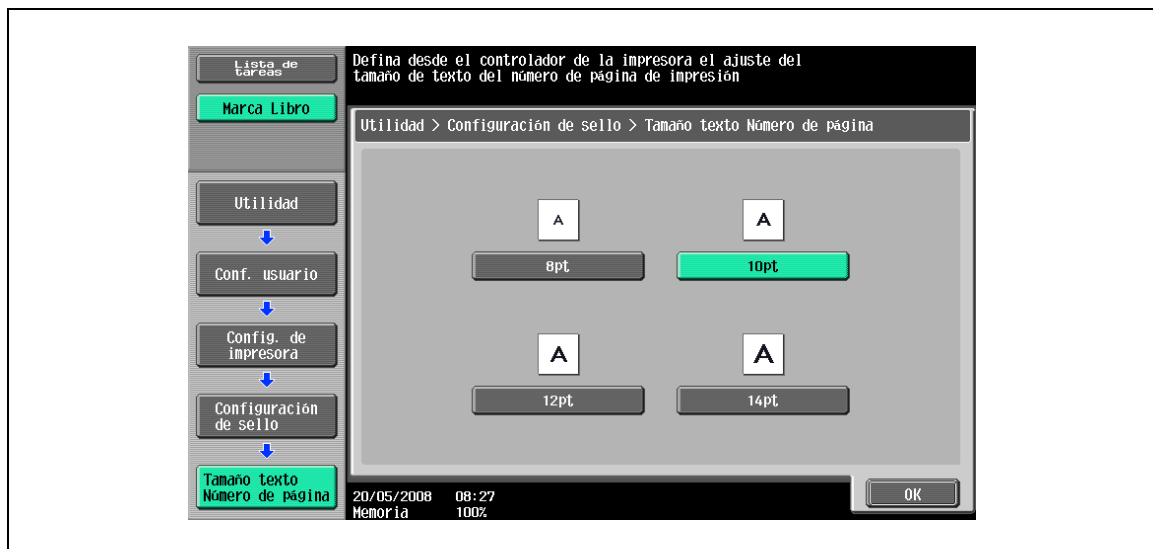 Lista de
tareas
Marca Libro
Defina desde el controlador de la impresora el ajuste del
tamaño de texto del número de página de impresión
Utilidad > Configuración de sello > Tamaño texto Número de página
Utilidad
Conf. usuario
Config. de
impresora
Configuración
de sello
Tamaño texto
Número de página
A
A
8pt
10pt
A
A
12pt
14pt
20/05/2008 08:27
Memoria 100%
OK